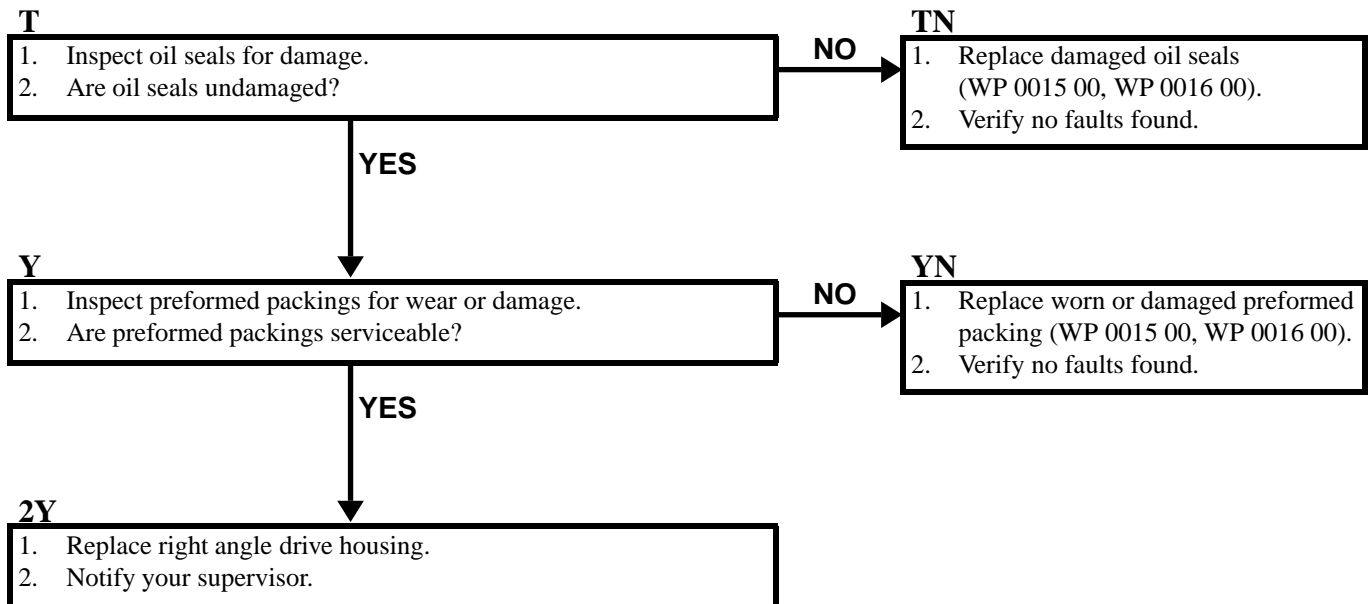 T
1. Inspect oil seals for damage.
2. Are oil seals undamaged?
NO
TN
1. Replace damaged oil seals
(WP 0015 00, WP 0016 00).
2. Verify no faults found.
YES
Y
1. Inspect preformed packings for wear or damage.
2. Are preformed packings serviceable?
NO
YN
1. Replace worn or damaged preformed
packing (WP 0015 00, WP 0016 00).
2. Verify no faults found.
YES
2Y
1. Replace right angle drive housing.
2. Notify your supervisor.